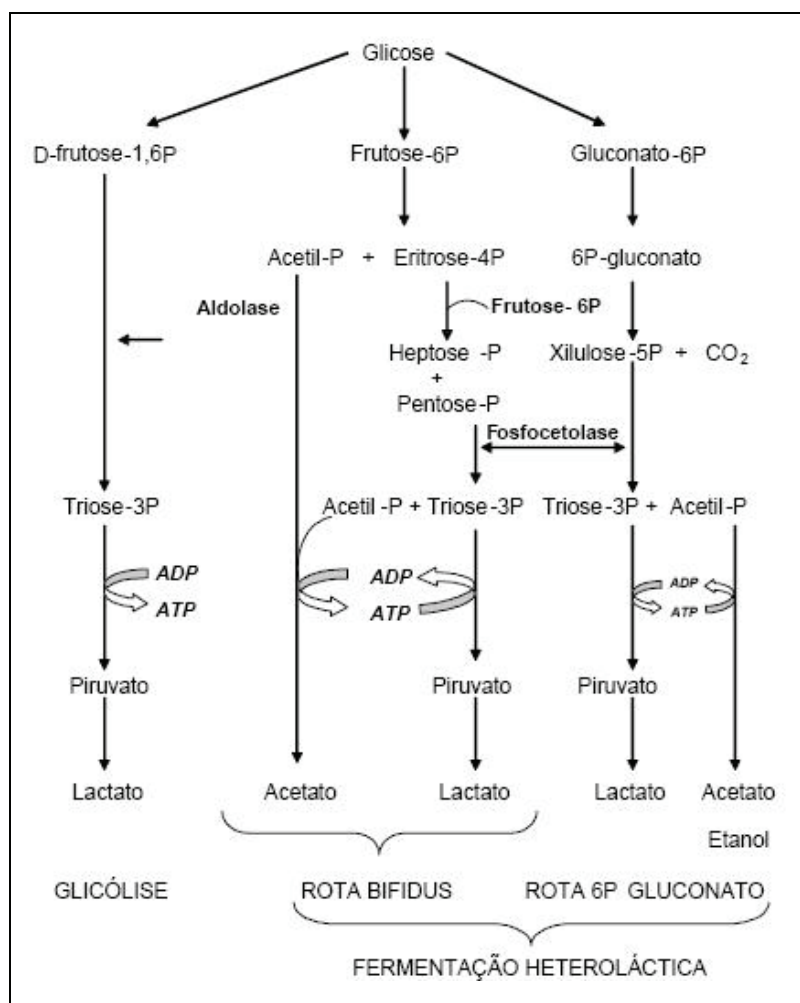 Glicose
D-frutose-1,6P Frutose-6P Gluconato-6P
Acetil-P + Eritrose-4P 6P-gluconato
Aldolase Frutose- 6P
Heptose -P Xilulose-5P + CO2
+
Pentose-P
Fosfocetolase
Triose-3P Acetil -P + Triose-3P Triose-3P + Acetil-P
ADP ADP ADP
ATP ATP ATP
Piruvato Piruvato Piruvato
Lactato Acetato Lactato Lactato Acetato
Etanol
GLICÓLISE ROTA BIFIDUS ROTA 6P GLUCONATO
FERMENTAÇÃO HETEROLÁCTICA